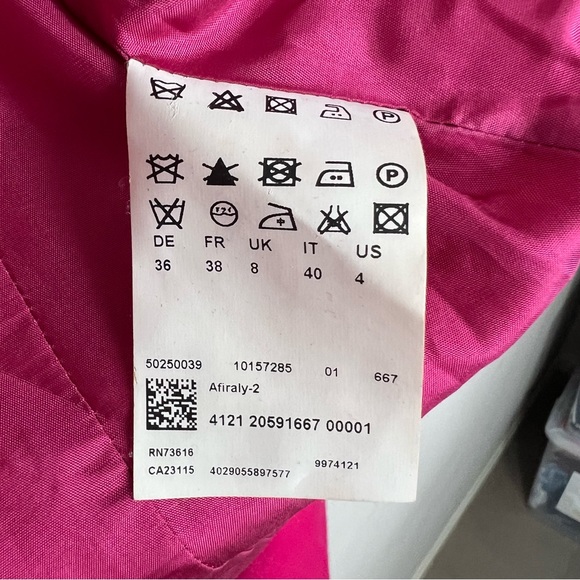 P
P
DE FR UK IT US
36 38 8 40 4
50250039 10157285 01 667
Afiraly-2
4121 20591667 00001
RN73616
CA23115 4029055897577 9974121